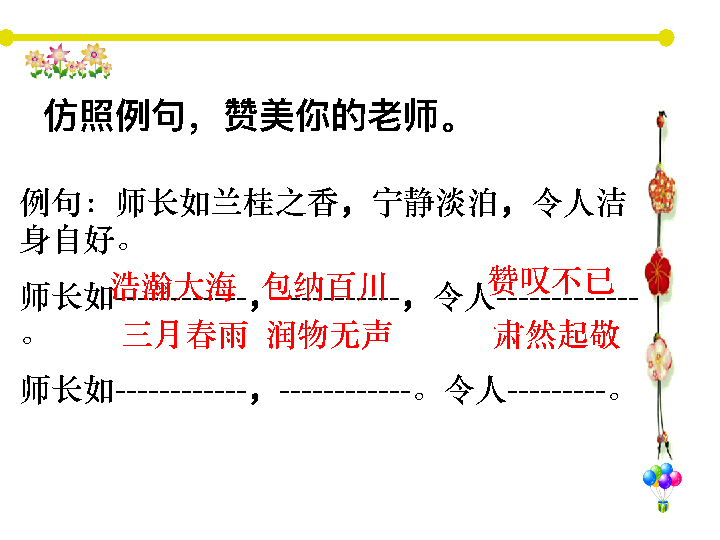 仿照例句，赞美你的老师。
例句：师长如兰桂之香，宁静淡泊，令人洁
身自好。
师长如浩瀚大海------------，包纳百川------------，令人赞叹不已-------------
。 三月春雨 润物无声 肃然起敬
师长如------------，------------。令人---------。